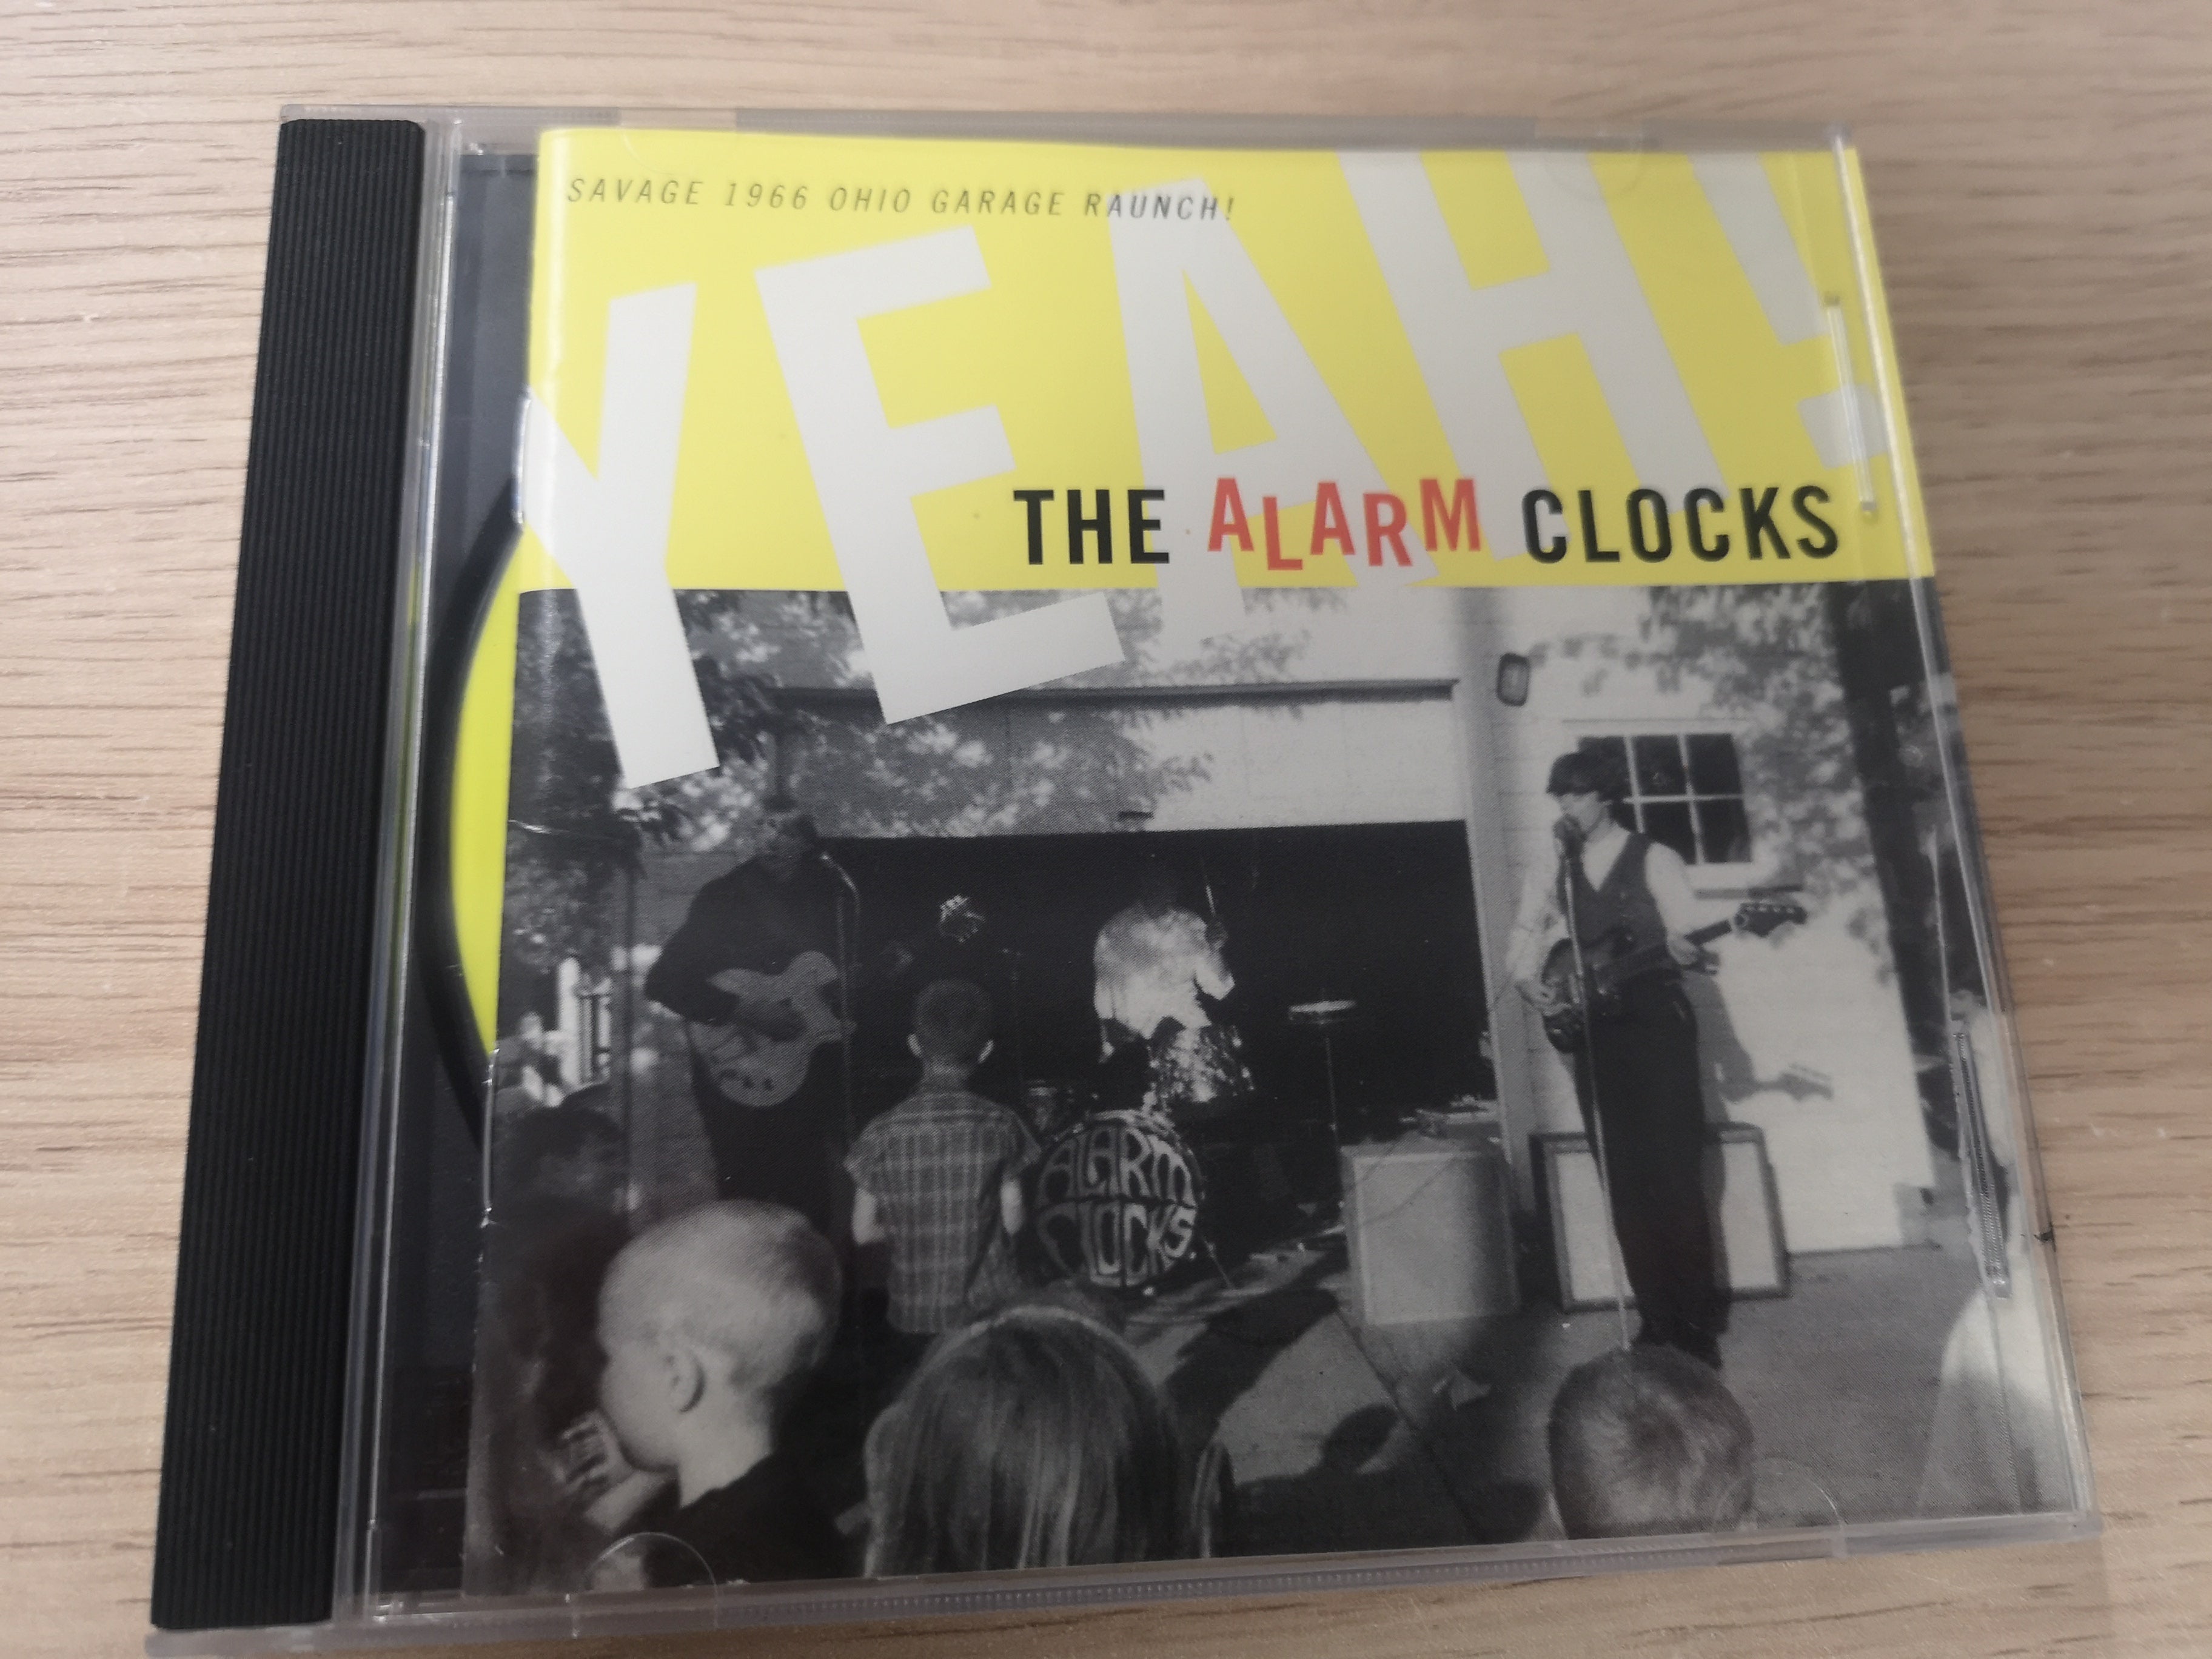 SAVAGE 1966 OHIO GARAGE RAUNCH!
YEAH!
THE ALARM CLOCKS
ALARM
CLOCKS.